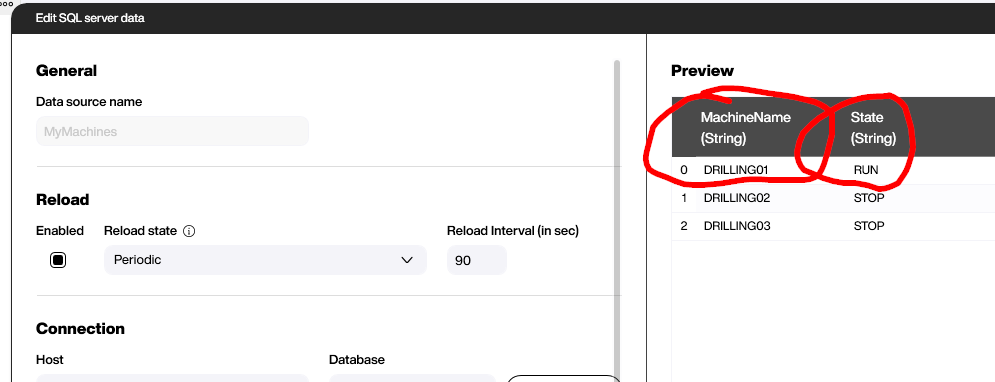 Edit SQL server data
General
Data source name
MyMachines
Reload
Enabled Reload state Reload Interval (in sec)
Periodic 90
Connection
Host Database
Preview
MachineName State
(String) (String)
0 DRILLING01 RUN
1 DRILLING02 STOP
2 DRILLING03 STOP